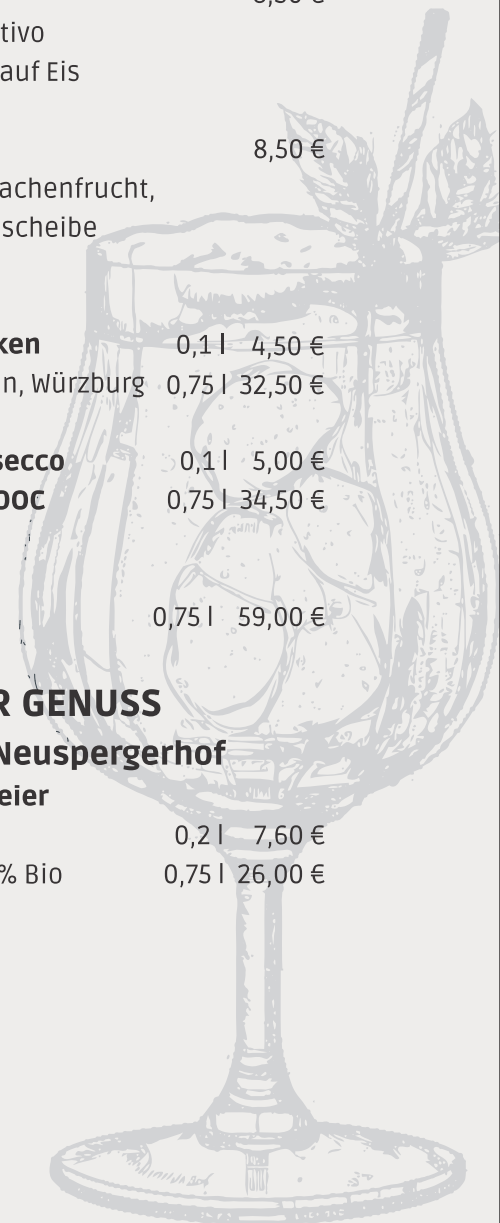 tivo
auf Eis
8,50 €
achenfrucht,
scheibe
ken 0,1 l 4,50 €
n, Würzburg 0,75 l 32,50 €
secco 0,1 l 5,00 €
DOC 0,75 l 34,50 €
0,75 l 59,00 €
R GENUSS
Neuspergerhof
eier
0,2 l 7,60 €
% Bio 0,75 l 26,00 €